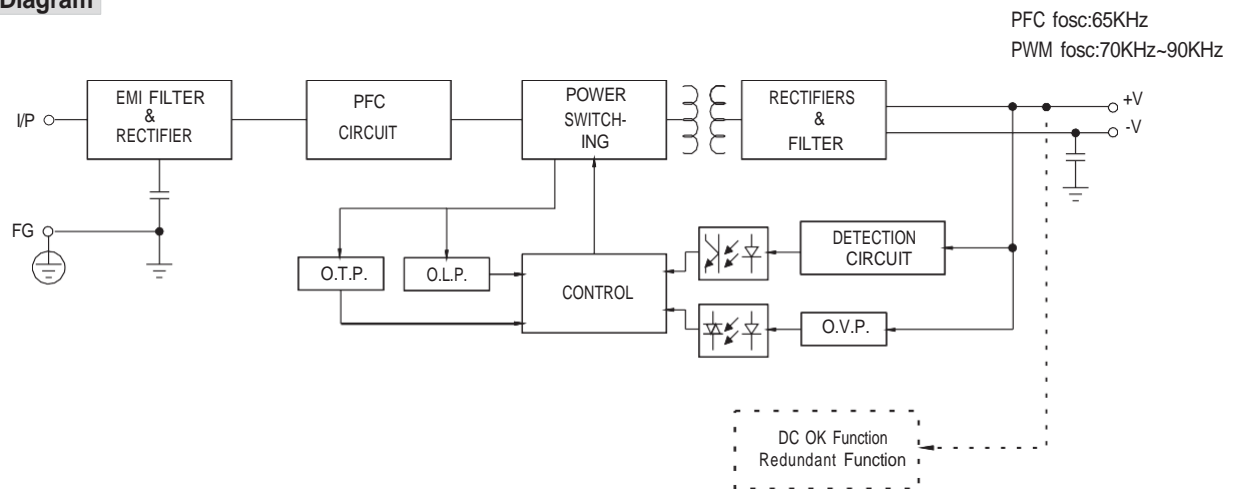 Diagram
PFC fosc:65KHz
PWM fosc:70KHz~90KHz
I/P
EMI FILTER
&
RECTIFIER
PFC
CIRCUIT
POWER
SWITCH-
ING
RECTIFIERS
&
FILTER
+V
-V
FG
O.T.P.
O.L.P.
CONTROL
DETECTION
CIRCUIT
O.V.P.
DC OK Function
Redundant Function